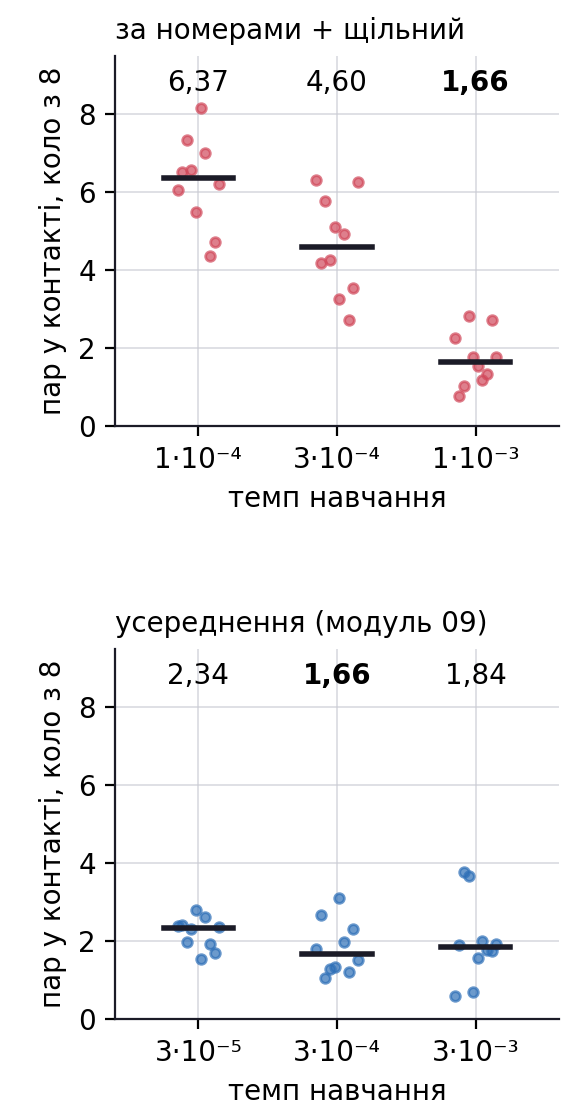 за номерами + щільний
6,37 4,60 1,66
пар у контакті, коло з 8
8
6
4
2
0
1·10⁻⁴ 3·10⁻⁴ 1·10⁻³
темп навчання
усереднення (модуль 09)
2,34 1,66 1,84
пар у контакті, коло з 8
8
6
4
2
0
3·10⁻⁵ 3·10⁻⁴ 3·10⁻³
темп навчання